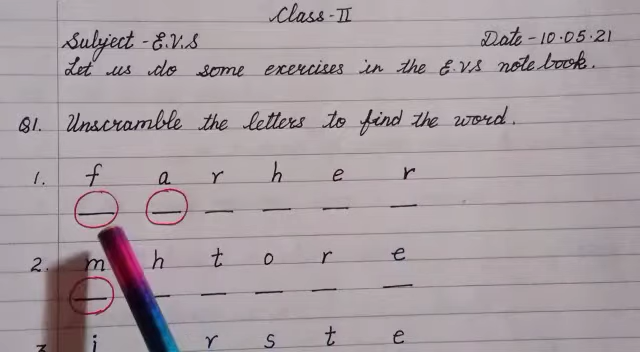 Class-II
Subject - E.V.S Date - 10.05.21
Let us do some exercises in the E.V.S note book.
Q1. Unscramble the letters to find the word.
1. f a r h e r
2. m h t o r e
3. i r s t e